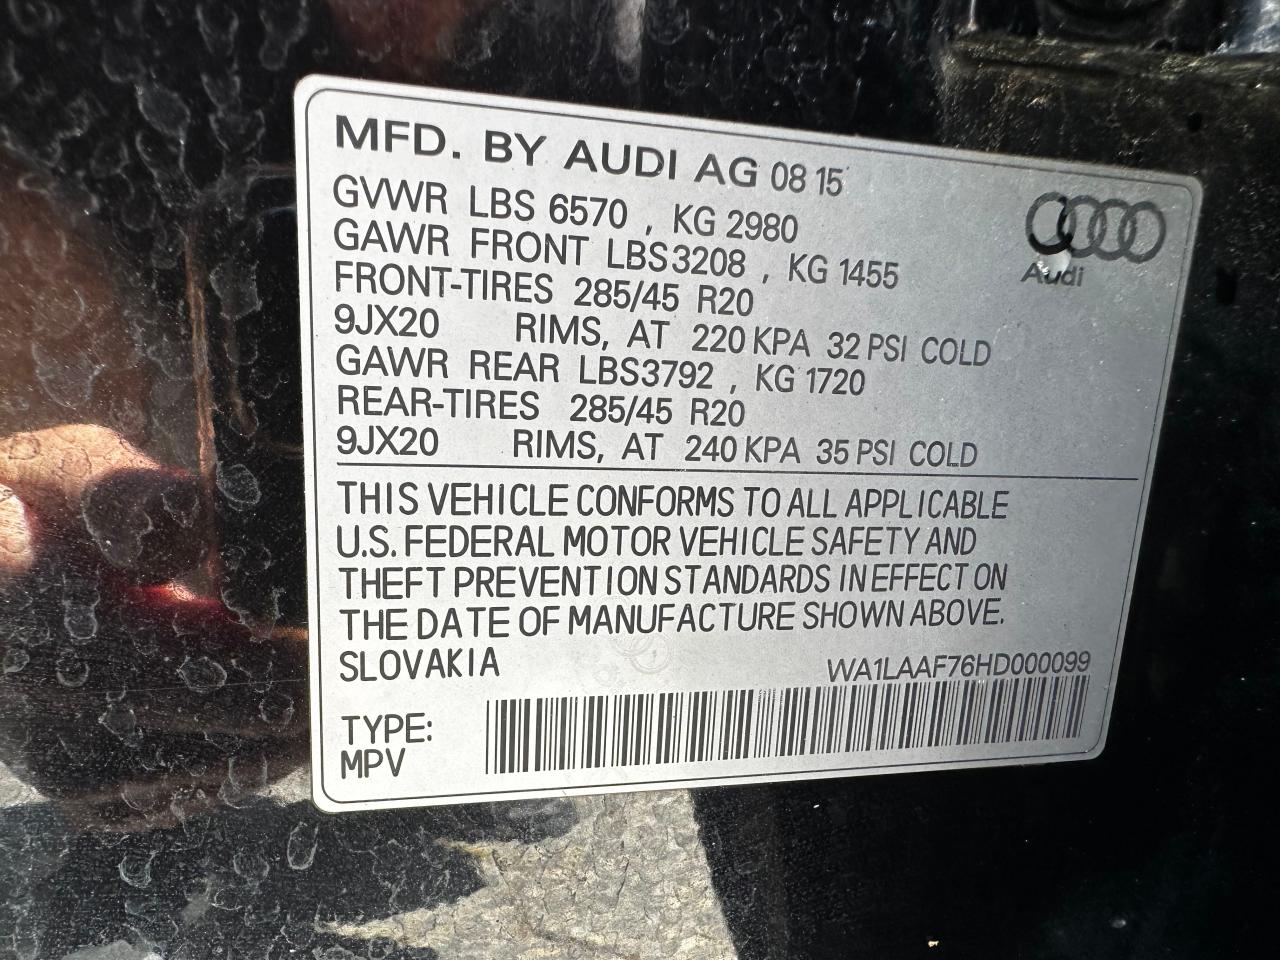 MFD. BY AUDI AG 08 15
GVWR LBS 6570 , KG 2980
GAWR FRONT LBS3208 , KG 1455
FRONT-TIRES 285/45 R20
9JX20 RIMS, AT 220 KPA 32 PSI COLD
GAWR REAR LBS3792 , KG 1720
REAR-TIRES 285/45 R20
9JX20 RIMS, AT 240 KPA 35 PSI COLD
Audi
THIS VEHICLE CONFORMS TO ALL APPLICABLE
U.S. FEDERAL MOTOR VEHICLE SAFETY AND
THEFT PREVENTION STANDARDS IN EFFECT ON
THE DATE OF MANUFACTURE SHOWN ABOVE.
SLOVAKIA WA1LAAF76HD000099
TYPE:
MPV